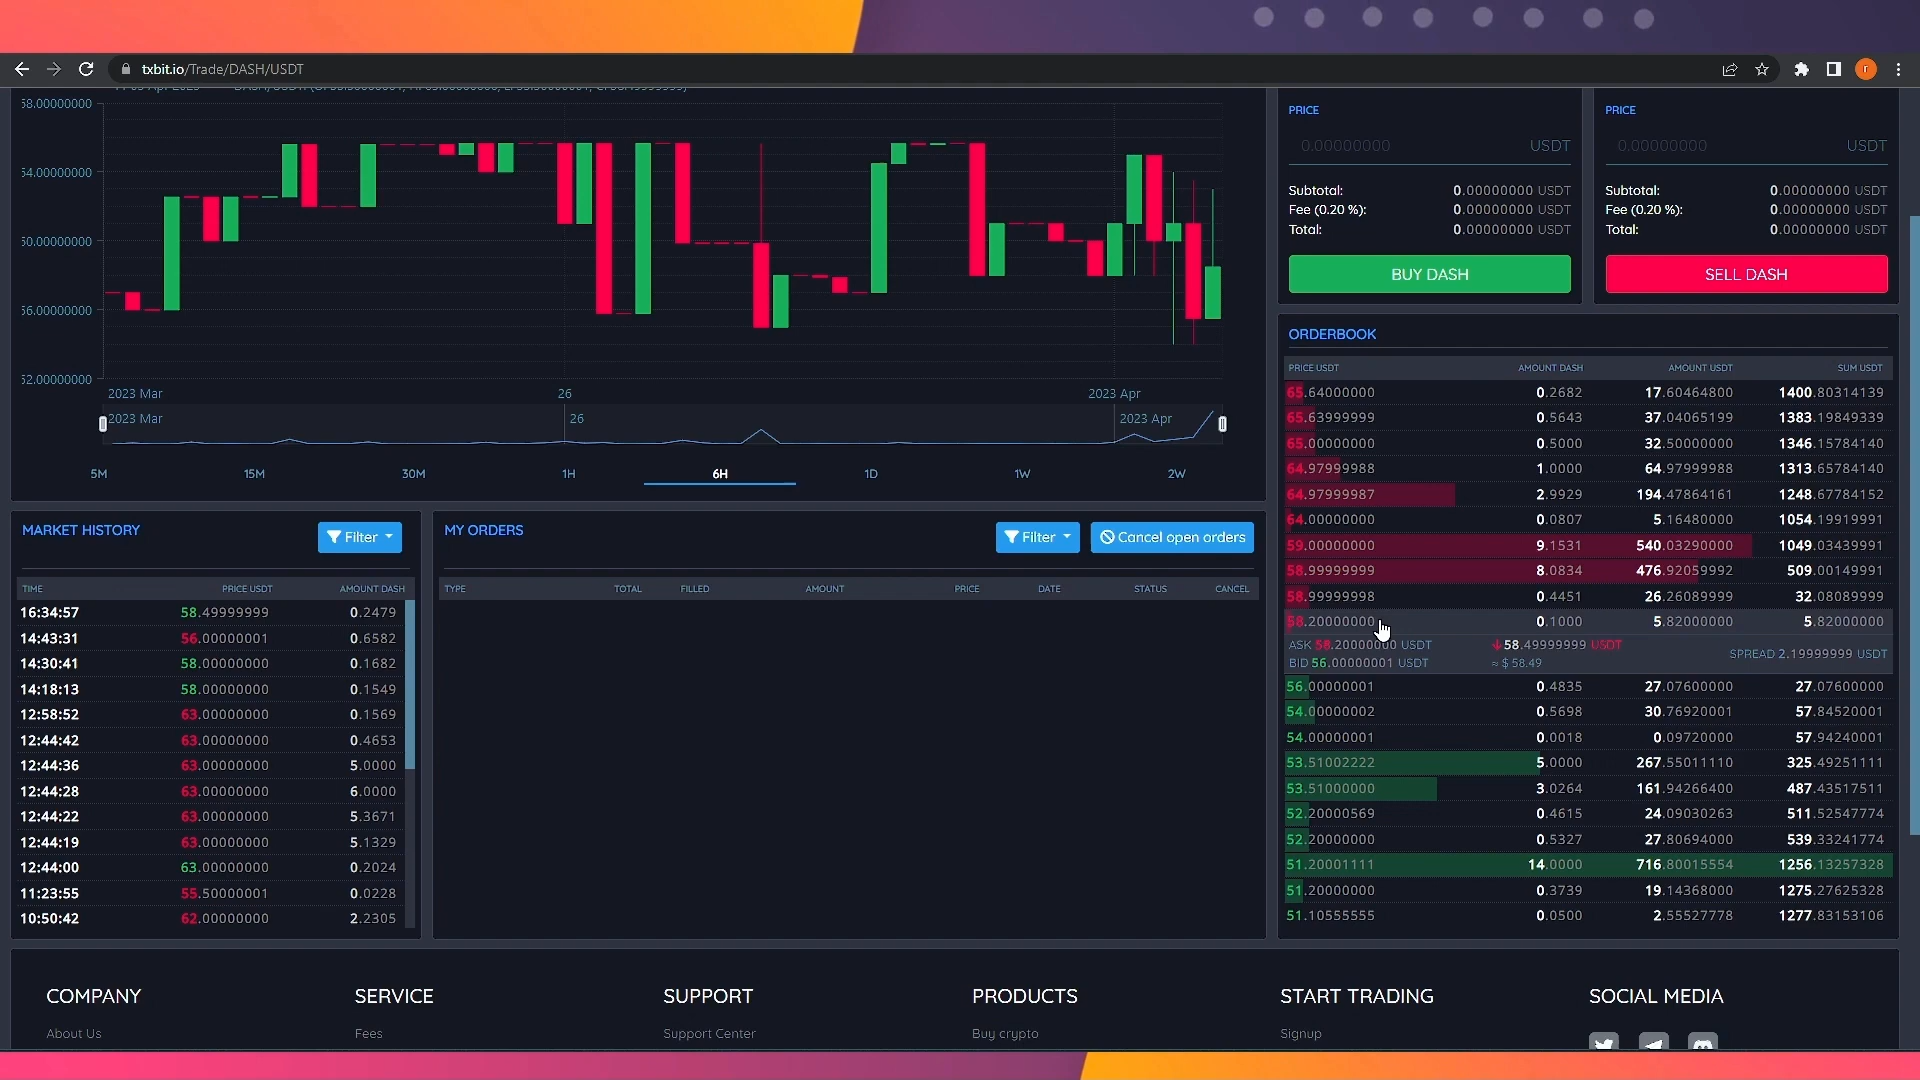 txbit.io/Trade/DASH/USDT
58.00000000
54.00000000
50.00000000
56.00000000
52.00000000
2023 Mar
26
2023 Apr
2023 Mar
26
2023 Apr
5M
15M
30M
1H
6H
1D
1W
2W
PRICE
0.00000000 USDT
Subtotal: 0.00000000 USDT
Fee (0.20 %): 0.00000000 USDT
Total: 0.00000000 USDT
BUY DASH
PRICE
0.00000000 USDT
Subtotal: 0.00000000 USDT
Fee (0.20 %): 0.00000000 USDT
Total: 0.00000000 USDT
SELL DASH
MARKET HISTORY
Filter
TIME PRICE USDT AMOUNT DASH
16:34:57 58.49999999 0.2479
14:43:31 56.00000001 0.6582
14:30:41 58.00000000 0.1682
14:18:13 58.00000000 0.1549
12:58:52 63.00000000 0.1569
12:44:42 63.00000000 0.4653
12:44:36 63.00000000 5.0000
12:44:28 63.00000000 6.0000
12:44:22 63.00000000 5.3671
12:44:19 63.00000000 5.1329
12:44:00 63.00000000 0.2024
11:23:55 55.50000001 0.0228
10:50:42 62.00000000 2.2305
MY ORDERS
Filter
Cancel open orders
TYPE TOTAL FILLED AMOUNT PRICE DATE STATUS CANCEL
ORDERBOOK
PRICE USDT AMOUNT DASH AMOUNT USDT SUM USDT
65.64000000 0.2682 17.60464800 1400.80314139
65.63999999 0.5643 37.04065199 1383.19849339
65.00000000 0.5000 32.50000000 1346.15784140
64.97999988 1.0000 64.97999988 1313.65784140
64.97999987 2.9929 194.47864161 1248.67784152
64.00000000 0.0807 5.16480000 1054.19919991
59.00000000 9.1531 540.03290000 1049.03439991
58.99999999 8.0834 476.92059992 509.00149991
58.99999998 0.4451 26.26089999 32.08089999
58.20000000 0.1000 5.82000000 5.82000000
ASK 58.20000000 USDT
58.49999999 USDT
BID 56.00000001 USDT
≈ $ 58.49
SPREAD 2.19999999 USDT
56.00000001 0.4835 27.07600000 27.07600000
54.00000002 0.5698 30.76920001 57.84520001
54.00000001 0.0018 0.09720000 57.94240001
53.51002222 5.0000 267.55011110 325.49251111
53.51000000 3.0264 161.94266400 487.43517511
52.20000569 0.4615 24.09030263 511.52547774
52.20000000 0.5327 27.80694000 539.33241774
51.20001111 14.0000 716.80015554 1256.13257328
51.20000000 0.3739 19.14368000 1275.27625328
51.10555555 0.0500 2.55527778 1277.83153106
COMPANY
About Us
SERVICE
Fees
SUPPORT
Support Center
PRODUCTS
Buy crypto
START TRADING
Signup
SOCIAL MEDIA